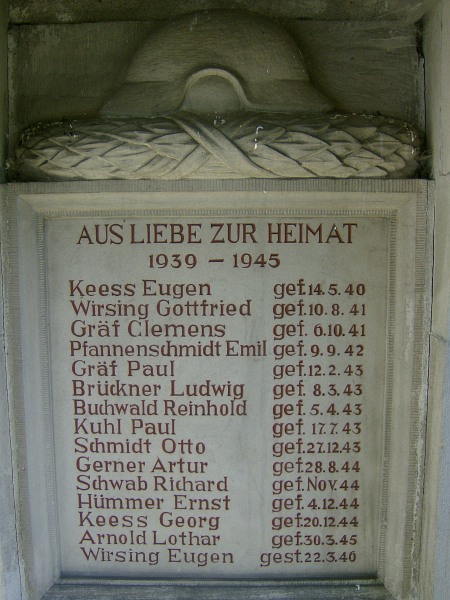 AUS LIEBE ZUR HEIMAT
1939 – 1945
Keess Eugen gef. 14. 5. 40
Wirsing Gottfried gef. 10. 8. 41
Gräf Clemens gef. 6. 10. 41
Pfannenschmidt Emil gef. 9. 9. 42
Gräf Paul gef. 12. 2. 43
Brückner Ludwig gef. 8. 3. 43
Buchwald Reinhold gef. 5. 4. 43
Kuhl Paul gef. 17. 7. 43
Schmidt Otto gef. 27. 12. 43
Gerner Artur gef. 28. 8. 44
Schwab Richard gef. Nov. 44
Hümmer Ernst gef. 4. 12. 44
Keess Georg gef. 20. 12. 44
Arnold Lothar gef. 30. 3. 45
Wirsing Eugen gest. 22. 3. 46